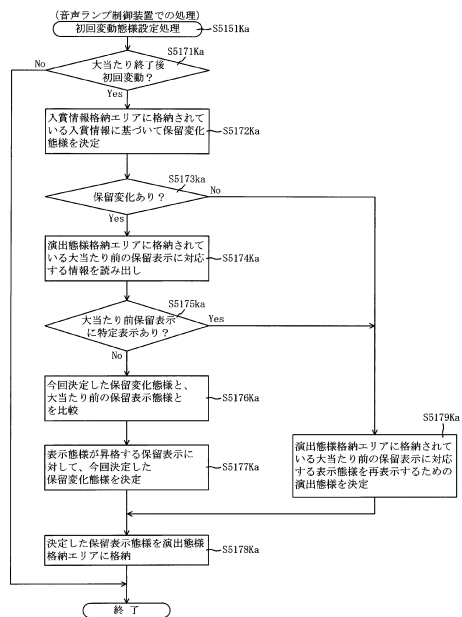 (音声ランプ制御装置での処理)
初回変動態様設定処理
S5151Ka
S5171Ka
大当たり終了後
初回変動？
No
Yes
入賞情報格納エリアに格納されて
いる入賞情報に基づいて保留変化
態様を決定
S5172Ka
S5173ka
保留変化あり？
No
Yes
演出態様格納エリアに格納されて
いる大当たり前の保留表示に対応
する情報を読み出し
S5174Ka
S5175ka
大当たり前保留表示
に特定表示あり？
Yes
No
今回決定した保留変化態様と、
大当たり前の保留表示態様と
を比較
S5176Ka
S5179Ka
表示態様が昇格する保留表示に
対して、今回決定した
保留変化態様を決定
S5177Ka
演出態様格納エリアに格納されて
いる大当たり前の保留表示に対応
する表示態様を再表示するための
演出態様を決定
決定した保留表示態様を演出態様
格納エリアに格納
S5178Ka
終 了